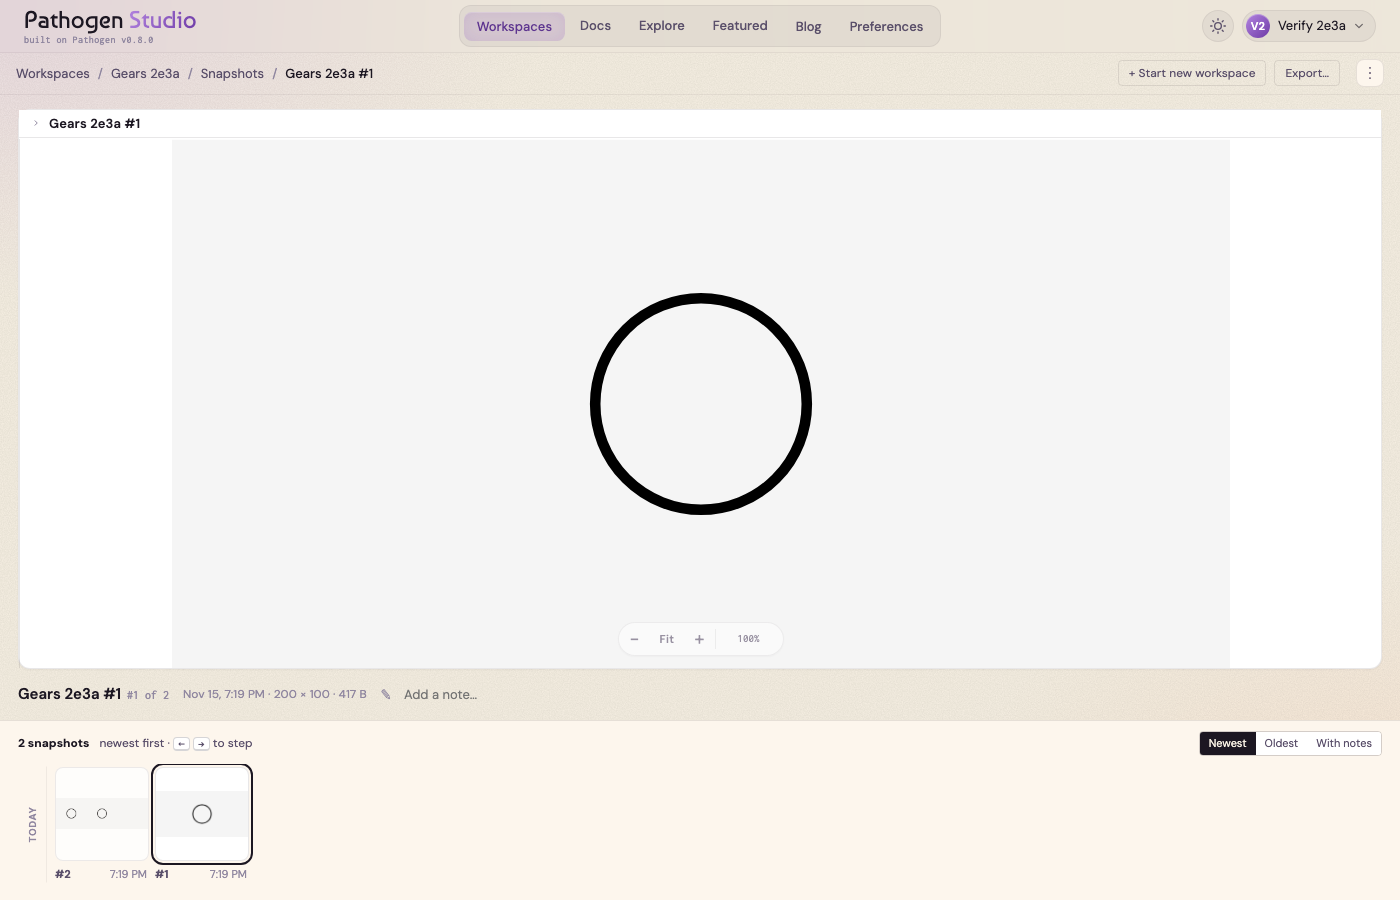 Pathogen Studio
built on Pathogen v0.8.0
Workspaces Docs Explore Featured Blog Preferences
V2 Verify 2e3a
Workspaces / Gears 2e3a / Snapshots / Gears 2e3a #1
+ Start new workspace Export...
Gears 2e3a #1
− Fit + 100%
Gears 2e3a #1 #1 of 2 Nov 15, 7:19 PM · 200 × 100 · 417 B ✎ Add a note...
2 snapshots newest first · ← → to step
Newest Oldest With notes
TODAY
#2 7:19 PM #1 7:19 PM